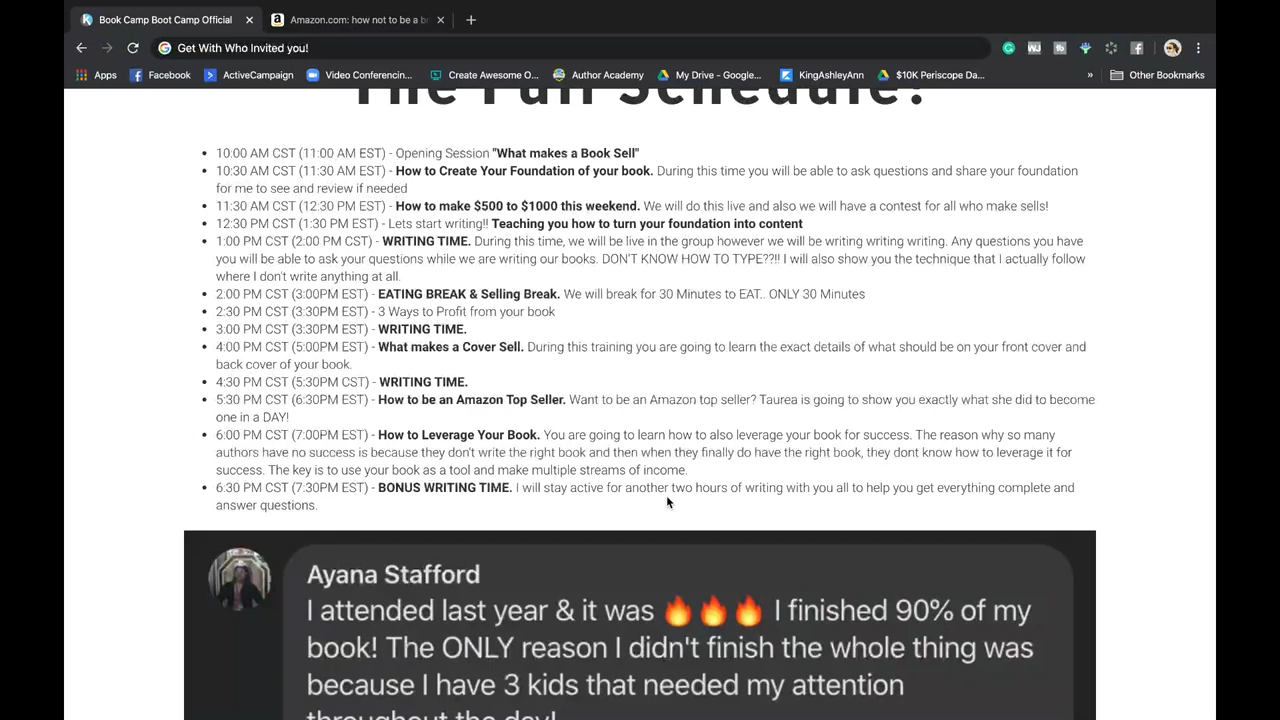 Book Camp Boot Camp Official
Amazon.com: how not to be a br
Get With Who Invited you!
Apps Facebook ActiveCampaign Video Conferencin... Create Awesome O... Author Academy My Drive - Google... KingAshleyAnn $10K Periscope Da... » Other Bookmarks
The Full Schedule:
• 10:00 AM CST (11:00 AM EST) - Opening Session "What makes a Book Sell"
• 10:30 AM CST (11:30 AM EST) - How to Create Your Foundation of your book. During this time you will be able to ask questions and share your foundation
for me to see and review if needed
• 11:30 AM CST (12:30 PM EST) - How to make $500 to $1000 this weekend. We will do this live and also we will have a contest for all who make sells!
• 12:30 PM CST (1:30 PM EST) - Lets start writing!! Teaching you how to turn your foundation into content
• 1:00 PM CST (2:00 PM CST) - WRITING TIME. During this time, we will be live in the group however we will be writing writing writing. Any questions you have
you will be able to ask your questions while we are writing our books. DON'T KNOW HOW TO TYPE??!! I will also show you the technique that I actually follow
where I don't write anything at all.
• 2:00 PM CST (3:00PM EST) - EATING BREAK & Selling Break. We will break for 30 Minutes to EAT.. ONLY 30 Minutes
• 2:30 PM CST (3:30PM EST) - 3 Ways to Profit from your book
• 3:00 PM CST (3:30PM EST) - WRITING TIME.
• 4:00 PM CST (5:00PM EST) - What makes a Cover Sell. During this training you are going to learn the exact details of what should be on your front cover and
back cover of your book.
• 4:30 PM CST (5:30PM CST) - WRITING TIME.
• 5:30 PM CST (6:30PM EST) - How to be an Amazon Top Seller. Want to be an Amazon top seller? Taurea is going to show you exactly what she did to become
one in a DAY!
• 6:00 PM CST (7:00PM EST) - How to Leverage Your Book. You are going to learn how to also leverage your book for success. The reason why so many
authors have no success is because they don't write the right book and then when they finally do have the right book, they dont know how to leverage it for
success. The key is to use your book as a tool and make multiple streams of income.
• 6:30 PM CST (7:30PM EST) - BONUS WRITING TIME. I will stay active for another two hours of writing with you all to help you get everything complete and
answer questions.
Ayana Stafford
I attended last year & it was 🔥🔥🔥 I finished 90% of my
book! The ONLY reason I didn't finish the whole thing was
because I have 3 kids that needed my attention
throughout the day!